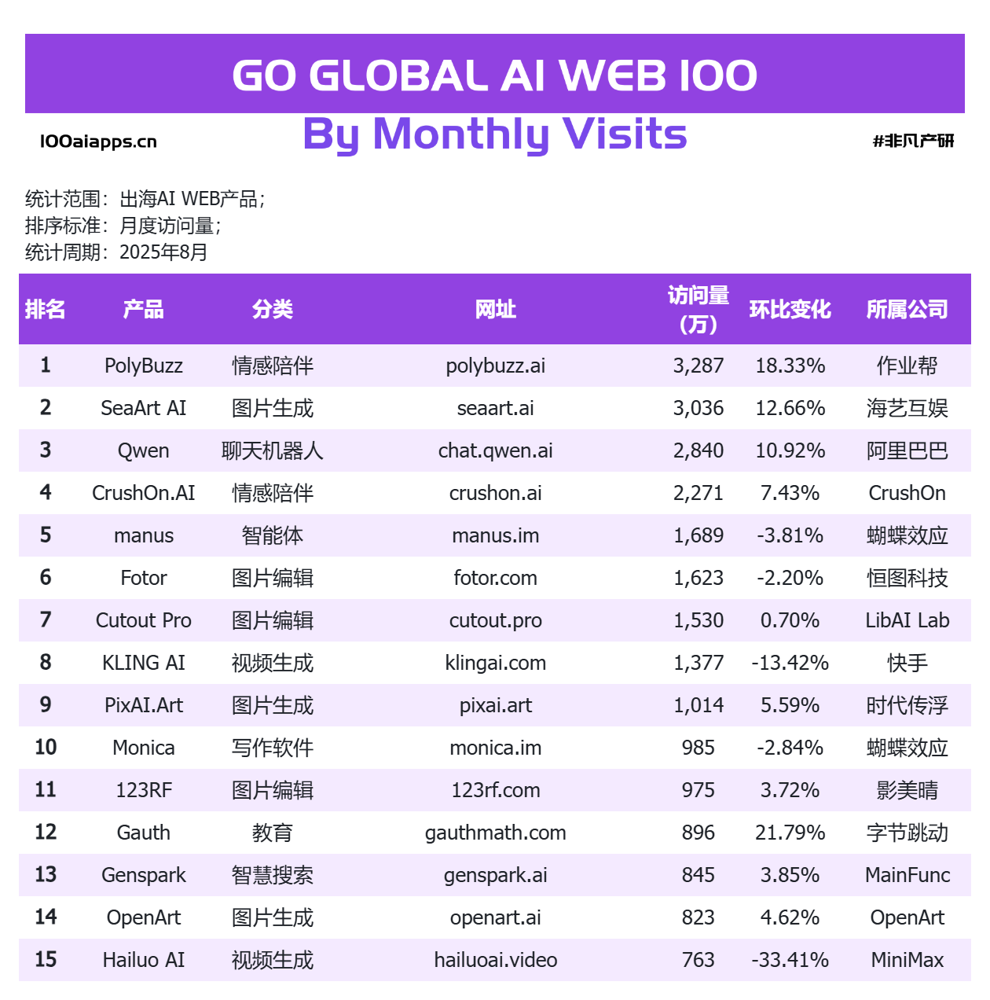 GO GLOBAL AI WEB 100
By Monthly Visits
100aiapps.cn
#非凡产研
统计范围：出海AI WEB产品；
排序标准：月度访问量；
统计周期：2025年8月
排名 产品 分类 网址 访问量（万） 环比变化 所属公司
1 PolyBuzz 情感陪伴 polybuzz.ai 3,287 18.33% 作业帮
2 SeaArt AI 图片生成 seaart.ai 3,036 12.66% 海艺互娱
3 Qwen 聊天机器人 chat.qwen.ai 2,840 10.92% 阿里巴巴
4 CrushOn.AI 情感陪伴 crushon.ai 2,271 7.43% CrushOn
5 manus 智能体 manus.im 1,689 -3.81% 蝴蝶效应
6 Fotor 图片编辑 fotor.com 1,623 -2.20% 恒图科技
7 Cutout Pro 图片编辑 cutout.pro 1,530 0.70% LibAI Lab
8 KLING AI 视频生成 klingai.com 1,377 -13.42% 快手
9 PixAI.Art 图片生成 pixai.art 1,014 5.59% 时代传浮
10 Monica 写作软件 monica.im 985 -2.84% 蝴蝶效应
11 123RF 图片编辑 123rf.com 975 3.72% 影美晴
12 Gauth 教育 gauthmath.com 896 21.79% 字节跳动
13 Genspark 智慧搜索 genspark.ai 845 3.85% MainFunc
14 OpenArt 图片生成 openart.ai 823 4.62% OpenArt
15 Hailuo AI 视频生成 hailuoai.video 763 -33.41% MiniMax